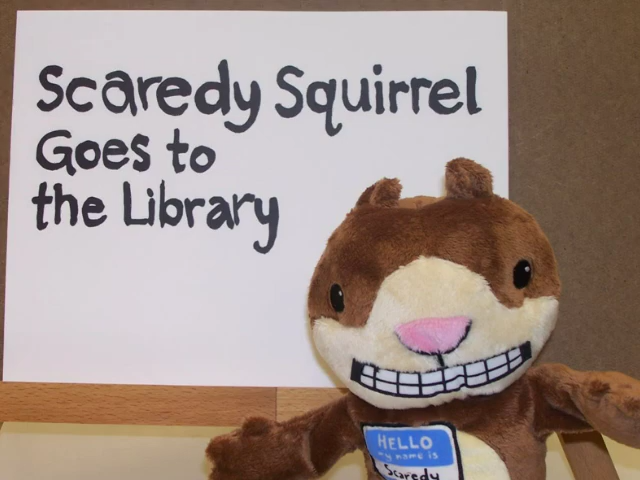 Scaredy Squirrel
Goes to
the Library
HELLO
my name is
Scaredy